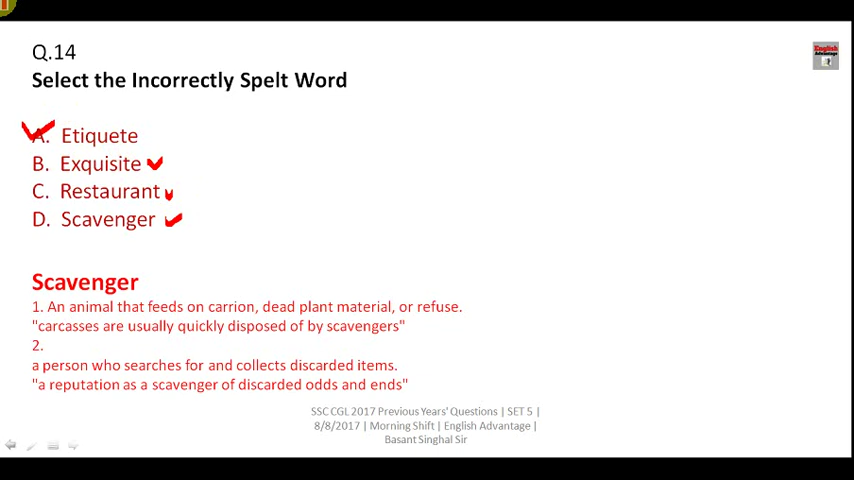 Q.14
Select the Incorrectly Spelt Word
English
Advantage
A. Etiquete
B. Exquisite
C. Restaurant
D. Scavenger
Scavenger
1. An animal that feeds on carrion, dead plant material, or refuse.
"carcasses are usually quickly disposed of by scavengers"
2.
a person who searches for and collects discarded items.
"a reputation as a scavenger of discarded odds and ends"
SSC CGL 2017 Previous Years' Questions | SET 5 |
8/8/2017 | Morning Shift | English Advantage |
Basant Singhal Sir